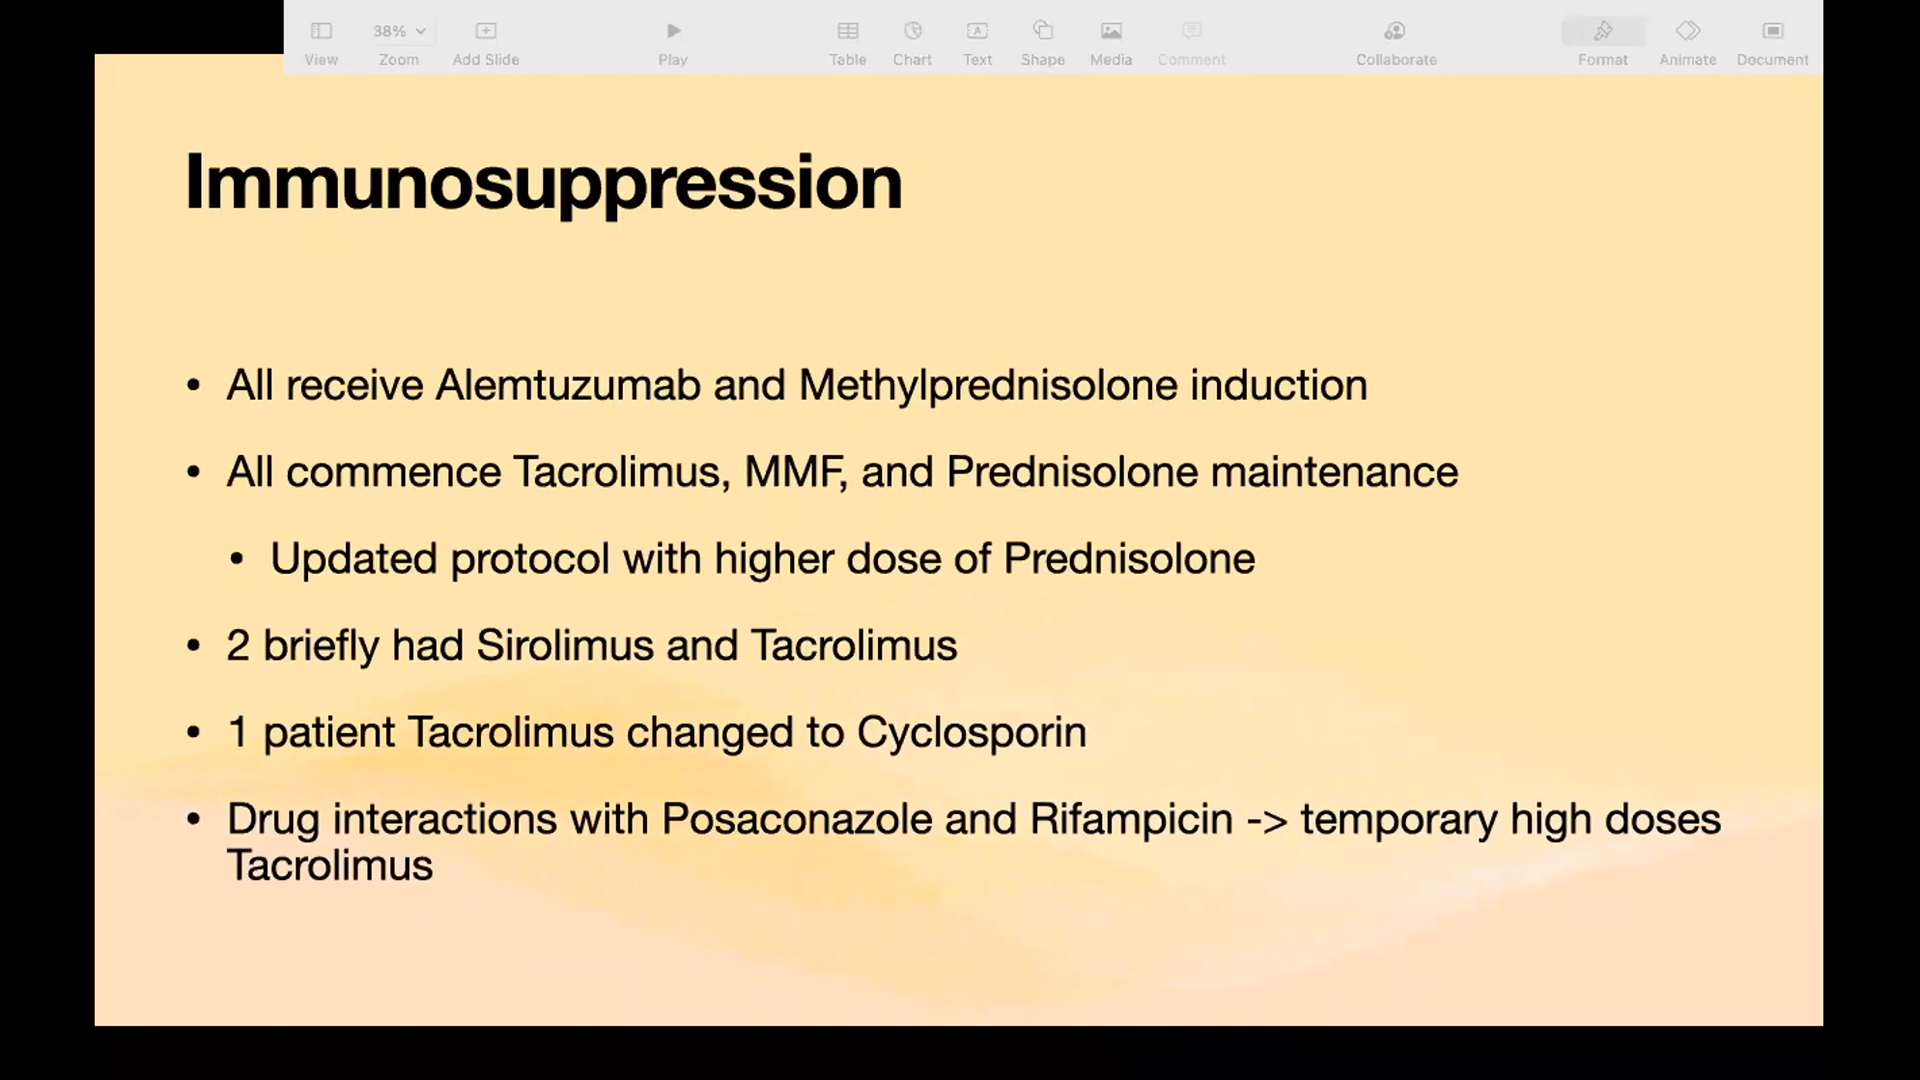 View
38%
Zoom
Add Slide
Play
Table
Chart
Text
Shape
Media
Comment
Collaborate
Format
Animate
Document
Immunosuppression
• All receive Alemtuzumab and Methylprednisolone induction
• All commence Tacrolimus, MMF, and Prednisolone maintenance
• Updated protocol with higher dose of Prednisolone
• 2 briefly had Sirolimus and Tacrolimus
• 1 patient Tacrolimus changed to Cyclosporin
• Drug interactions with Posaconazole and Rifampicin -> temporary high doses
Tacrolimus